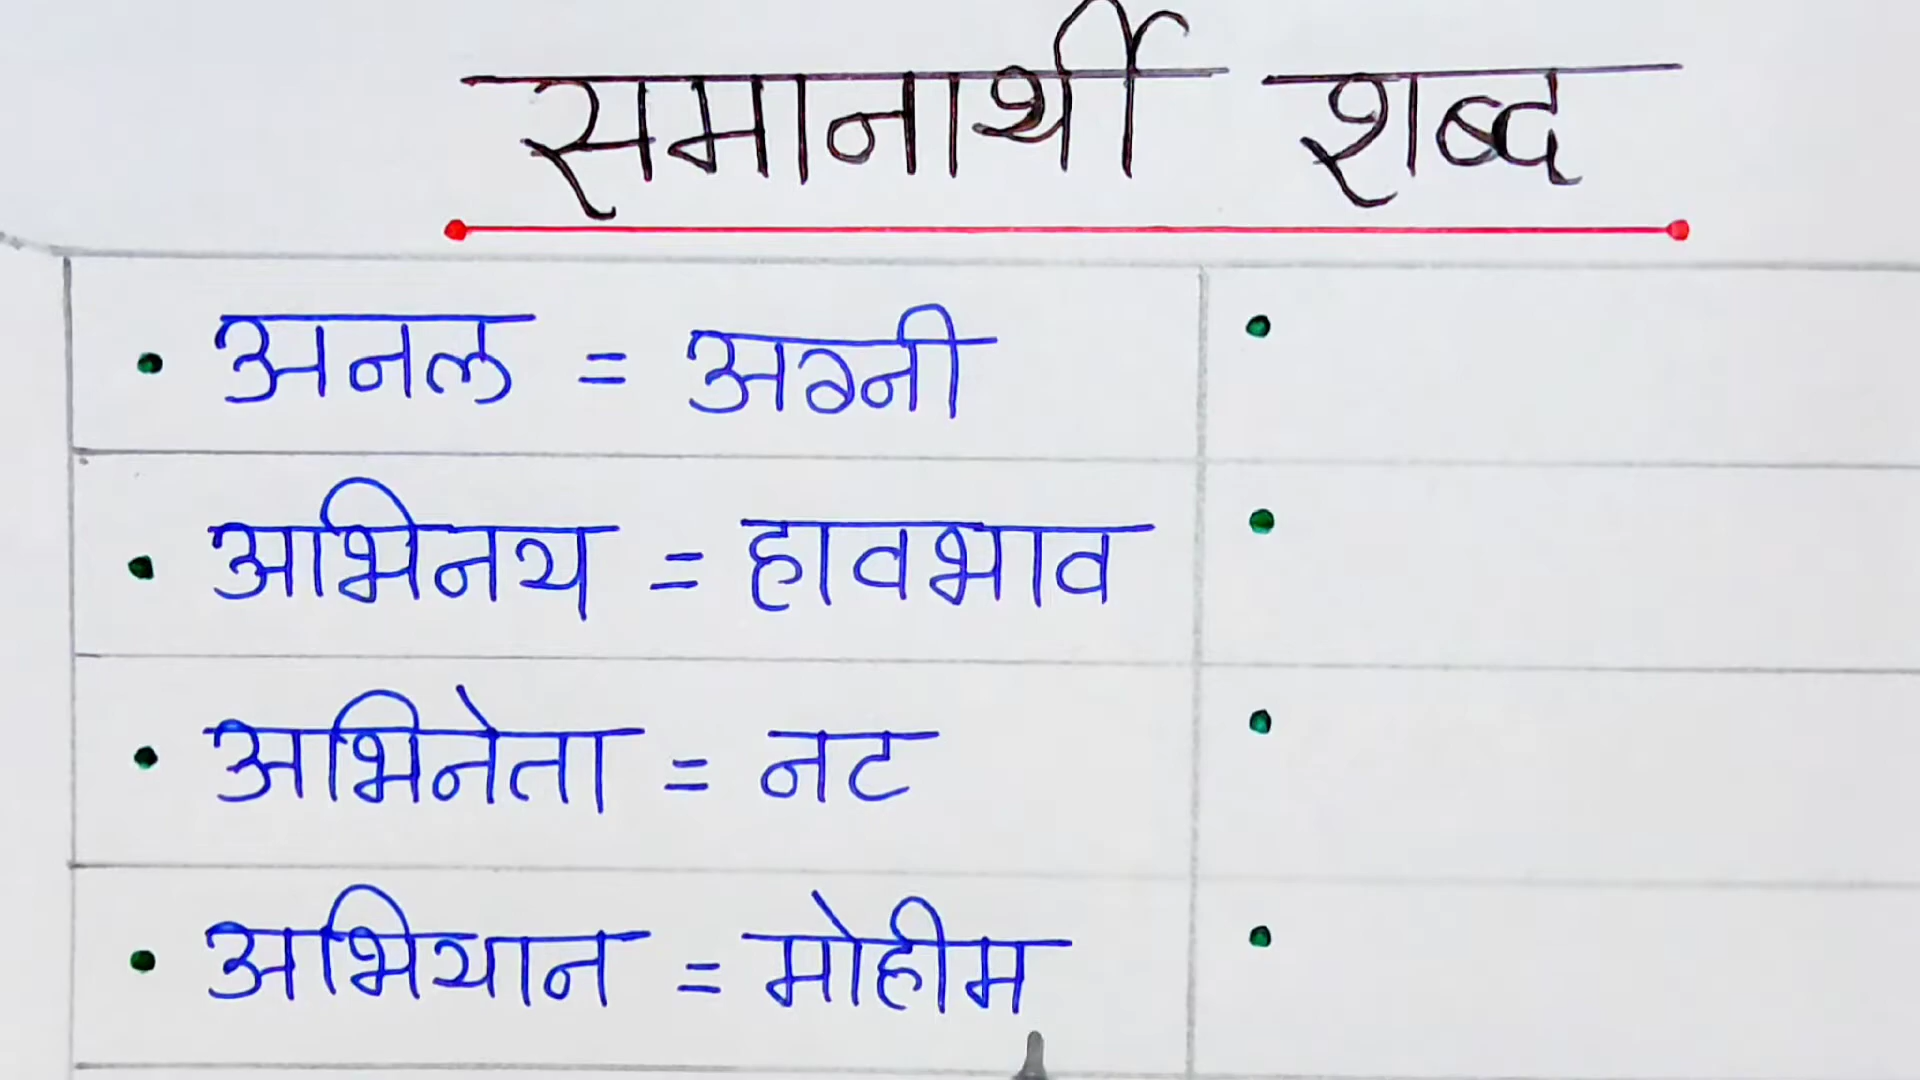 समानार्थी शब्द
• अनल = अग्नी
• अभिनय = हावभाव
• अभिनेता = नट
• अभियान = मोहीम